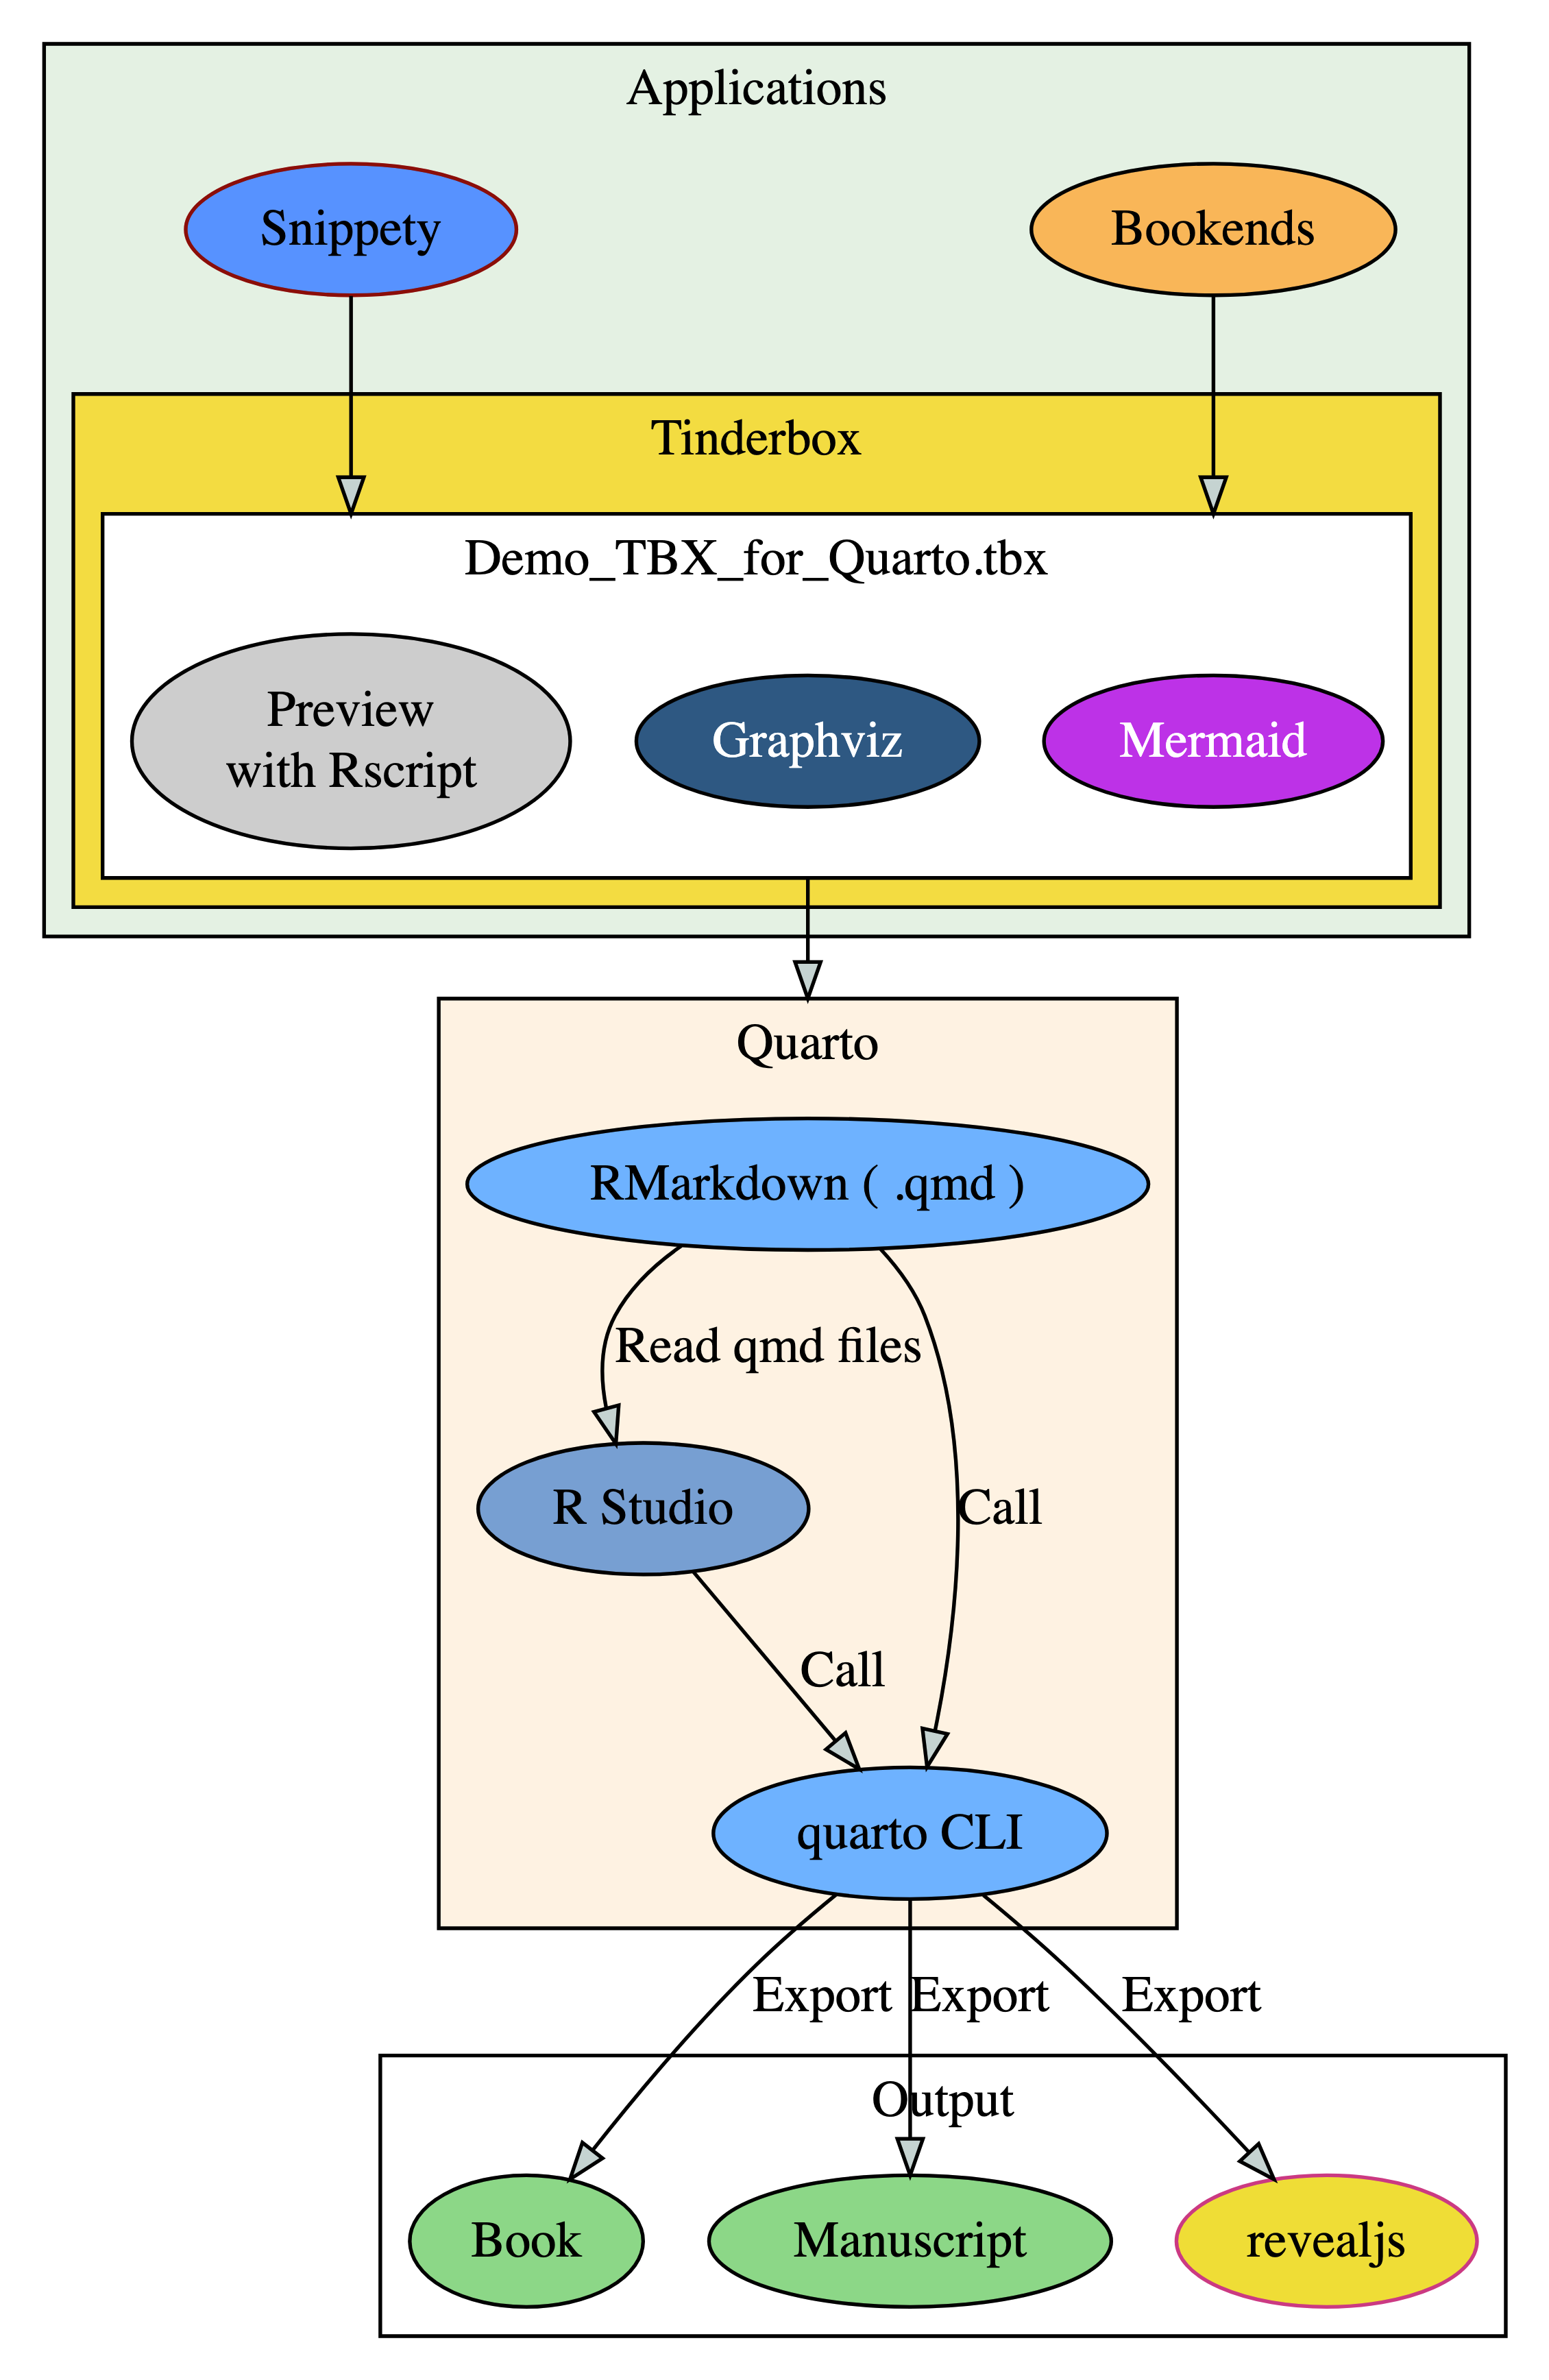 Applications
Snippety
Bookends
Tinderbox
Demo_TBX_for_Quarto.tbx
Preview
with Rscript
Graphviz
Mermaid
Quarto
RMarkdown ( .qmd )
Read qmd files
R Studio
Call
Call
quarto CLI
Export
Export
Export
Output
Book
Manuscript
revealjs